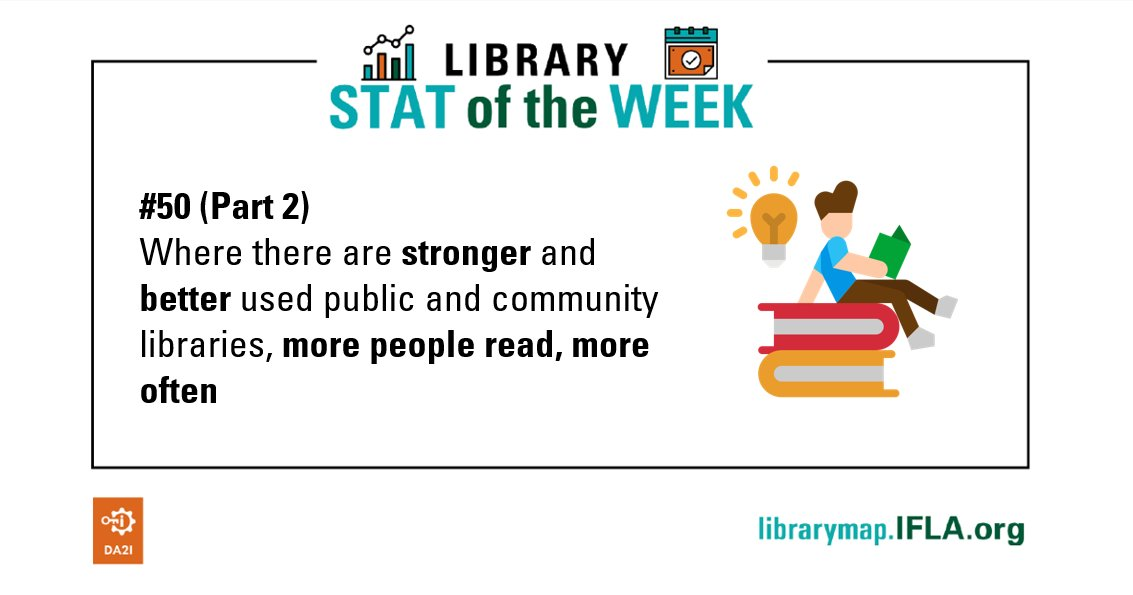 LIBRARY
STAT of the WEEK
#50 (Part 2)
Where there are stronger and
better used public and community
libraries, more people read, more
often
DA2I
librarymap.IFLA.org